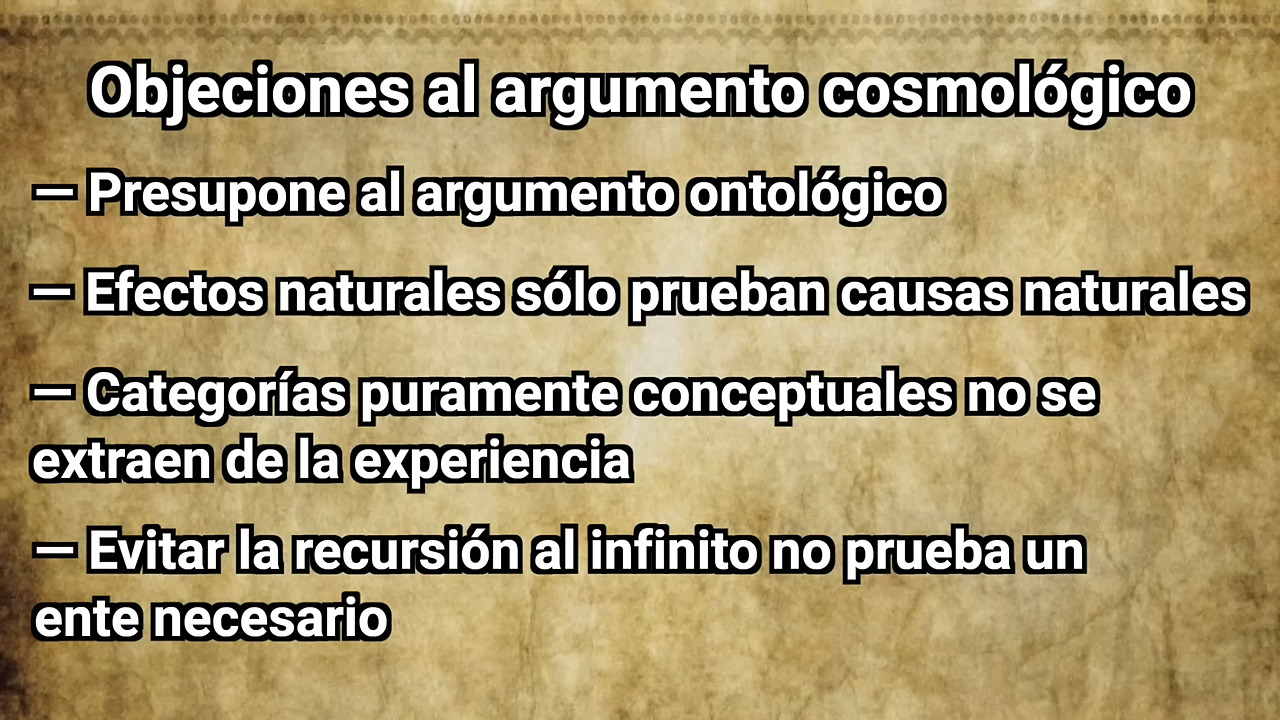 Objeciones al argumento cosmológico
— Presupone al argumento ontológico
— Efectos naturales sólo prueban causas naturales
— Categorías puramente conceptuales no se
extraen de la experiencia
— Evitar la recursión al infinito no prueba un
ente necesario